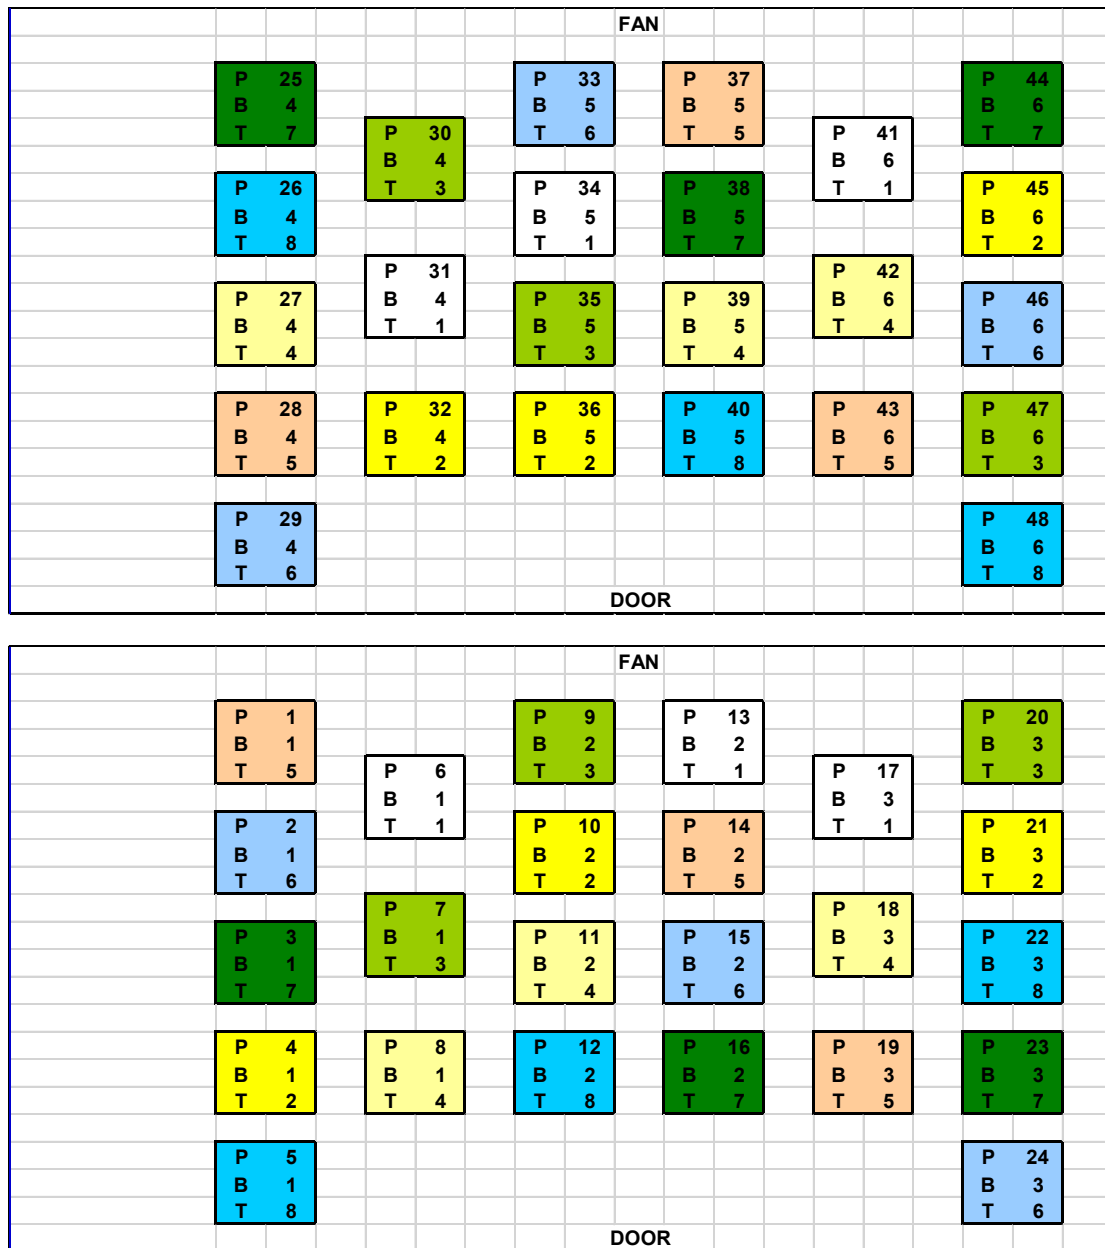 FAN
P 25 P 33 P 37 P 44
B 4 B 5 B 5 B 6
T 7 P 30 T 6 T 5 P 41 T 7
B 4 B 6
P 26 T 3 P 34 P 38 T 1 P 45
B 4 B 5 B 5 B 6
T 8 T 1 T 7 T 2
P 31 P 42
P 27 B 4 P 35 P 39 B 6 P 46
B 4 T 1 B 5 B 5 T 4 B 6
T 4 T 3 T 4 T 6
P 28 P 32 P 36 P 40 P 43 P 47
B 4 B 4 B 5 B 5 B 6 B 6
T 5 T 2 T 2 T 8 T 5 T 3
P 29 P 48
B 4 B 6
T 6 T 8
DOOR
FAN
P 1 P 9 P 13 P 20
B 1 B 2 B 2 B 3
T 5 P 6 T 3 T 1 P 17 T 3
B 1 B 3
P 2 T 1 P 10 P 14 T 1 P 21
B 1 B 2 B 2 B 3
T 6 T 2 T 5 T 2
P 7 P 18
P 3 B 1 P 11 P 15 B 3 P 22
B 1 T 3 B 2 B 2 T 4 B 3
T 7 T 4 T 6 T 8
P 4 P 8 P 12 P 16 P 19 P 23
B 1 B 1 B 2 B 2 B 3 B 3
T 2 T 4 T 8 T 7 T 5 T 7
P 5 P 24
B 1 B 3
T 8 T 6
DOOR